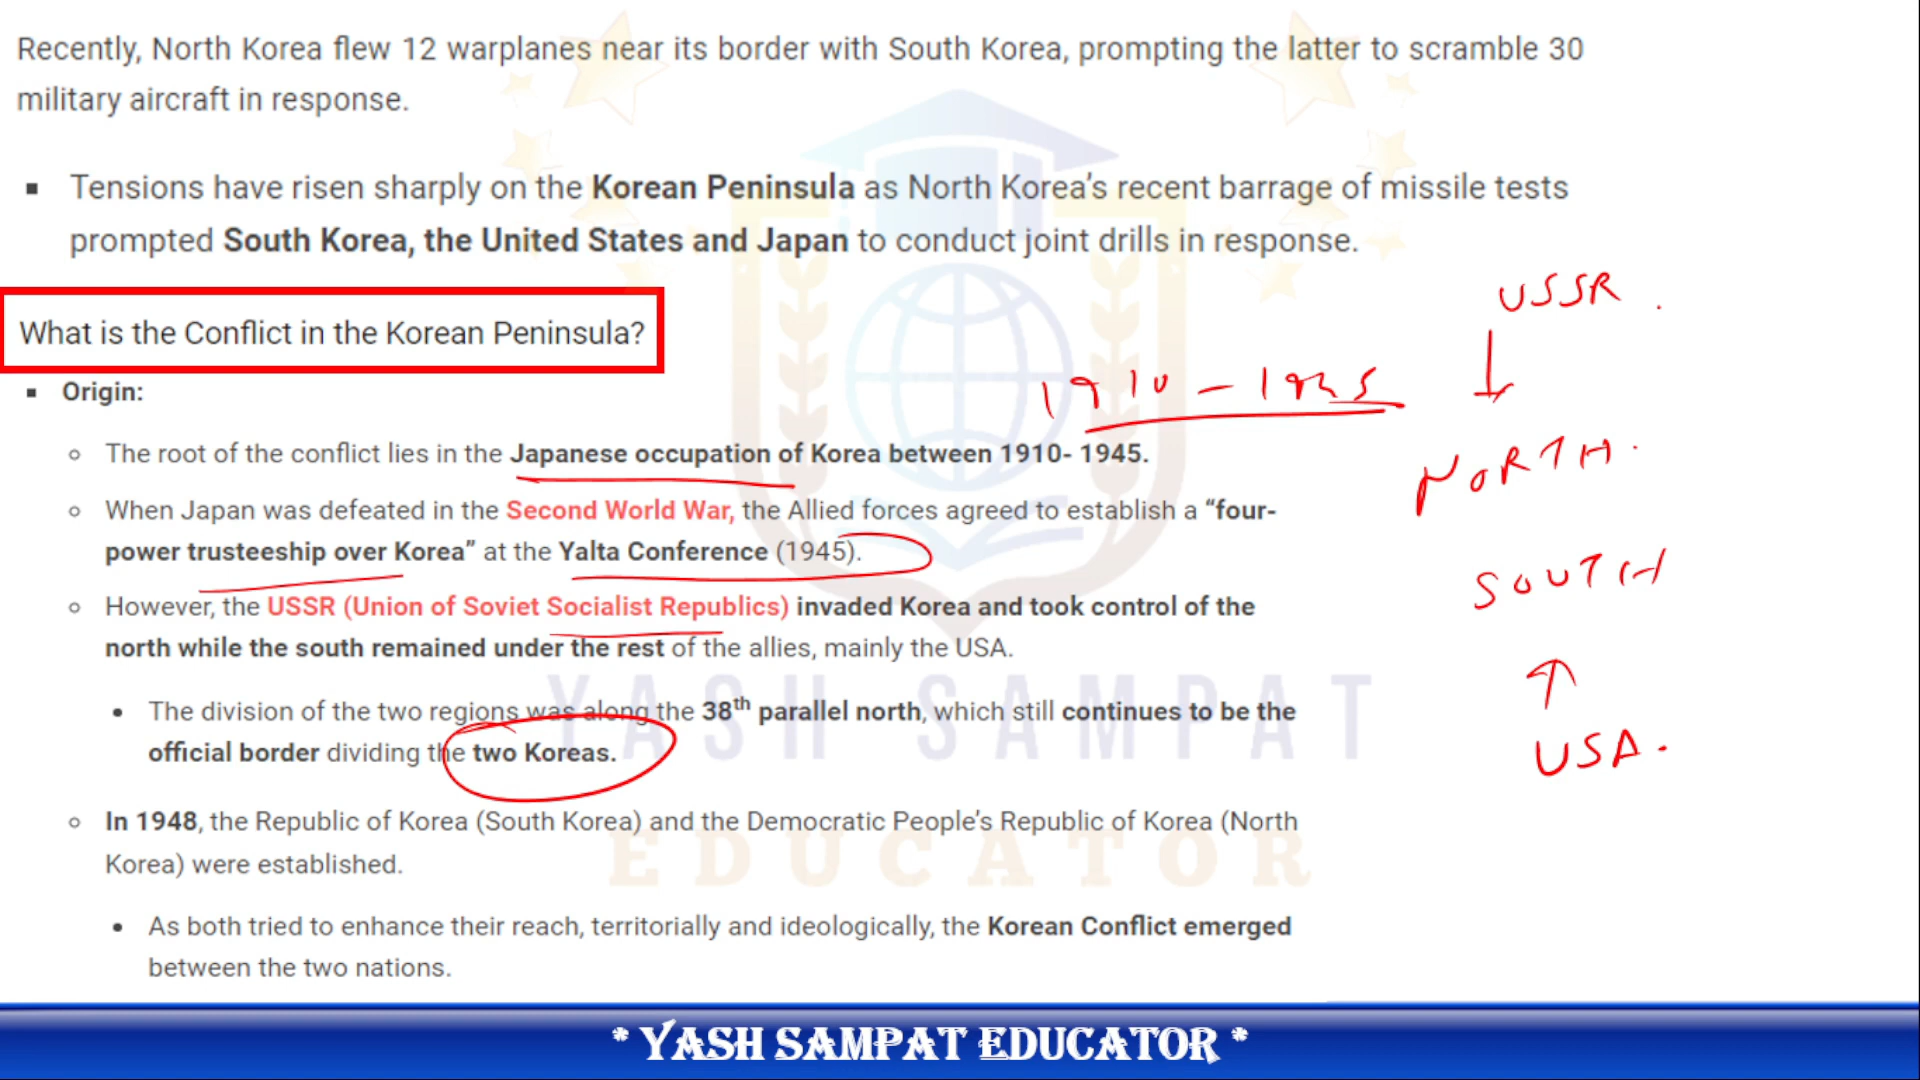 Recently, North Korea flew 12 warplanes near its border with South Korea, prompting the latter to scramble 30
military aircraft in response.
▪ Tensions have risen sharply on the Korean Peninsula as North Korea's recent barrage of missile tests
prompted South Korea, the United States and Japan to conduct joint drills in response.
USSR .
What is the Conflict in the Korean Peninsula?
▪ Origin:
1910 - 1945
NORTH .
○ The root of the conflict lies in the Japanese occupation of Korea between 1910- 1945.
○ When Japan was defeated in the Second World War, the Allied forces agreed to establish a “four-
power trusteeship over Korea” at the Yalta Conference (1945).
SOUTH
○ However, the USSR (Union of Soviet Socialist Republics) invaded Korea and took control of the
north while the south remained under the rest of the allies, mainly the USA.
• The division of the two regions was along the 38th parallel north, which still continues to be the
official border dividing the two Koreas.
USA .
YASH SAMPAT
○ In 1948, the Republic of Korea (South Korea) and the Democratic People's Republic of Korea (North
Korea) were established.
EDUCATOR
• As both tried to enhance their reach, territorially and ideologically, the Korean Conflict emerged
between the two nations.
* YASH SAMPAT EDUCATOR *